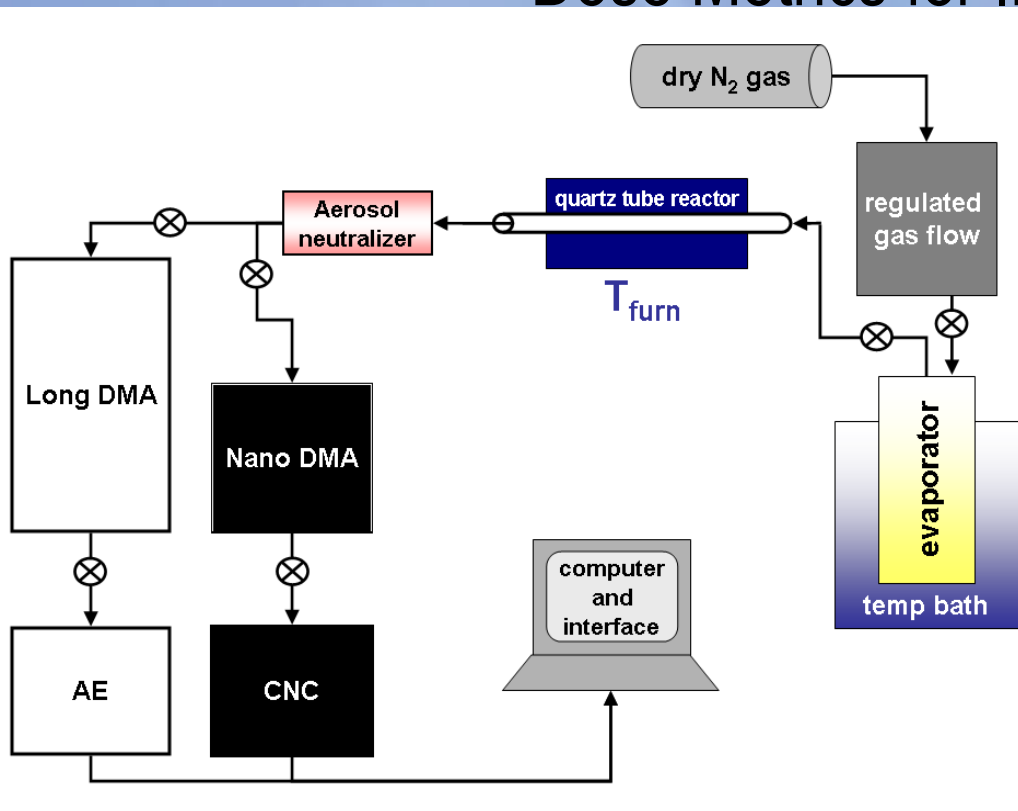 dry N₂ gas
regulated
gas flow
quartz tube reactor
T_furn
Aerosol
neutralizer
Long DMA
Nano DMA
evaporator
temp bath
computer
and
interface
AE
CNC